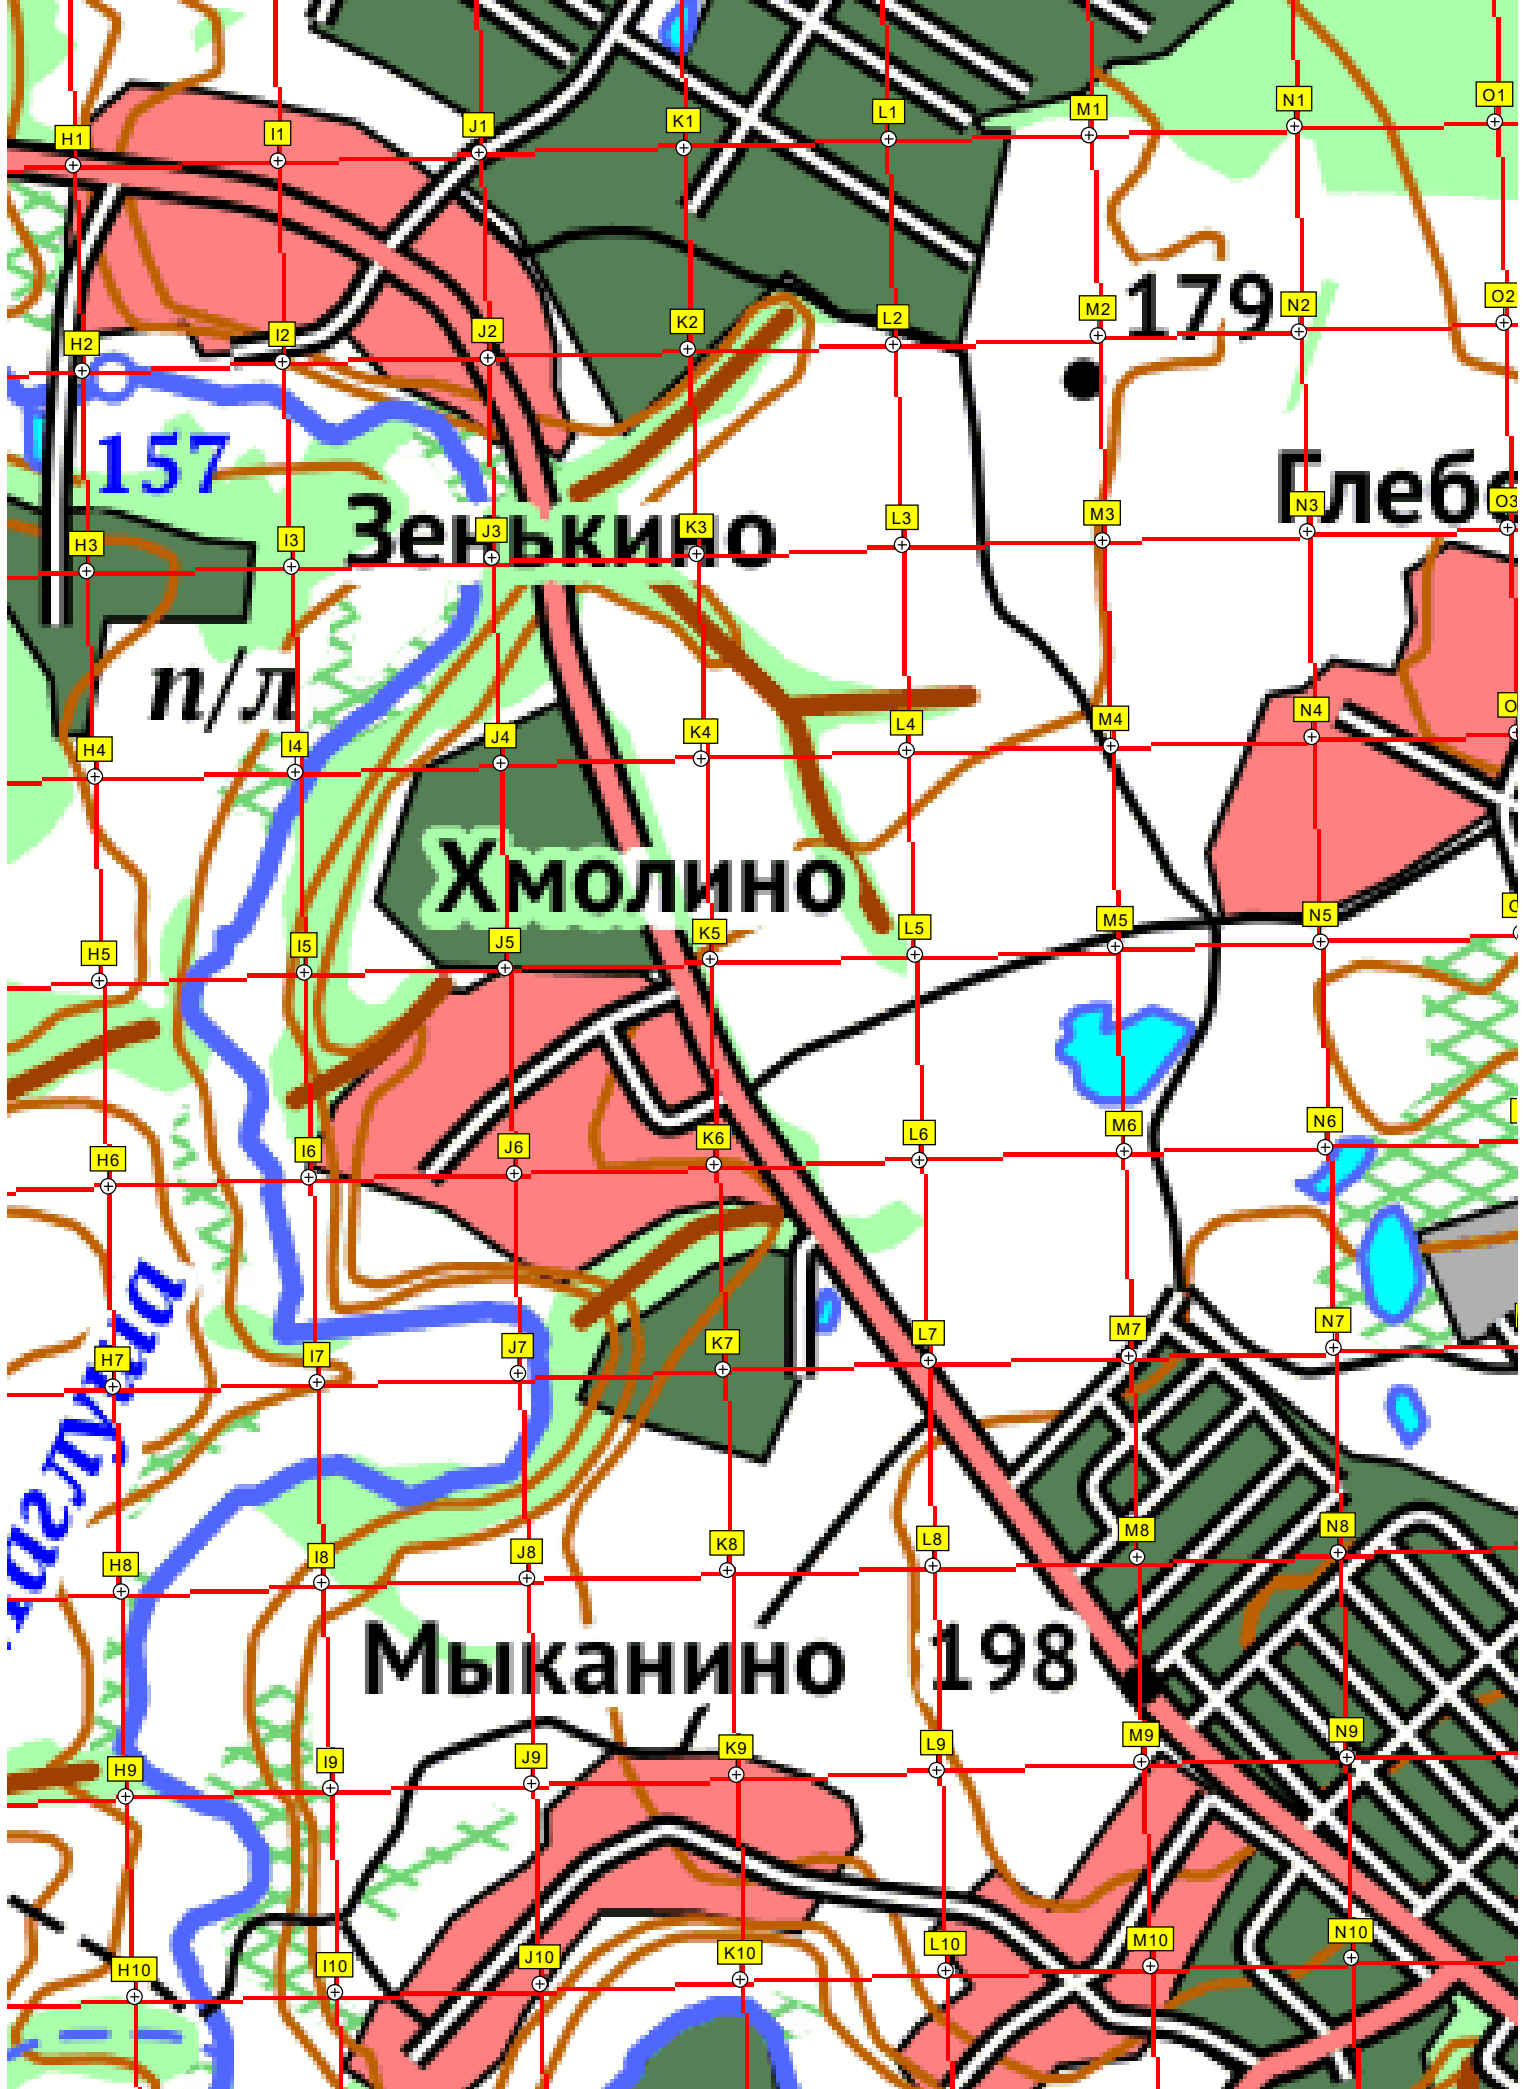 H1 I1 J1 K1 L1 M1 N1 O1
179
H2 I2 J2 K2 L2 M2 N2 O2
157
Глебо
Зенькино
H3 I3 J3 K3 L3 M3 N3 O3
п/л
H4 I4 J4 K4 L4 M4 N4
Хмолино
H5 I5 J5 K5 L5 M5 N5
H6 I6 J6 K6 L6 M6 N6
H7 I7 J7 K7 L7 M7 N7
H8 I8 J8 K8 L8 M8 N8
Мыканино
198
H9 I9 J9 K9 L9 M9 N9
H10 I10 J10 K10 L10 M10 N10